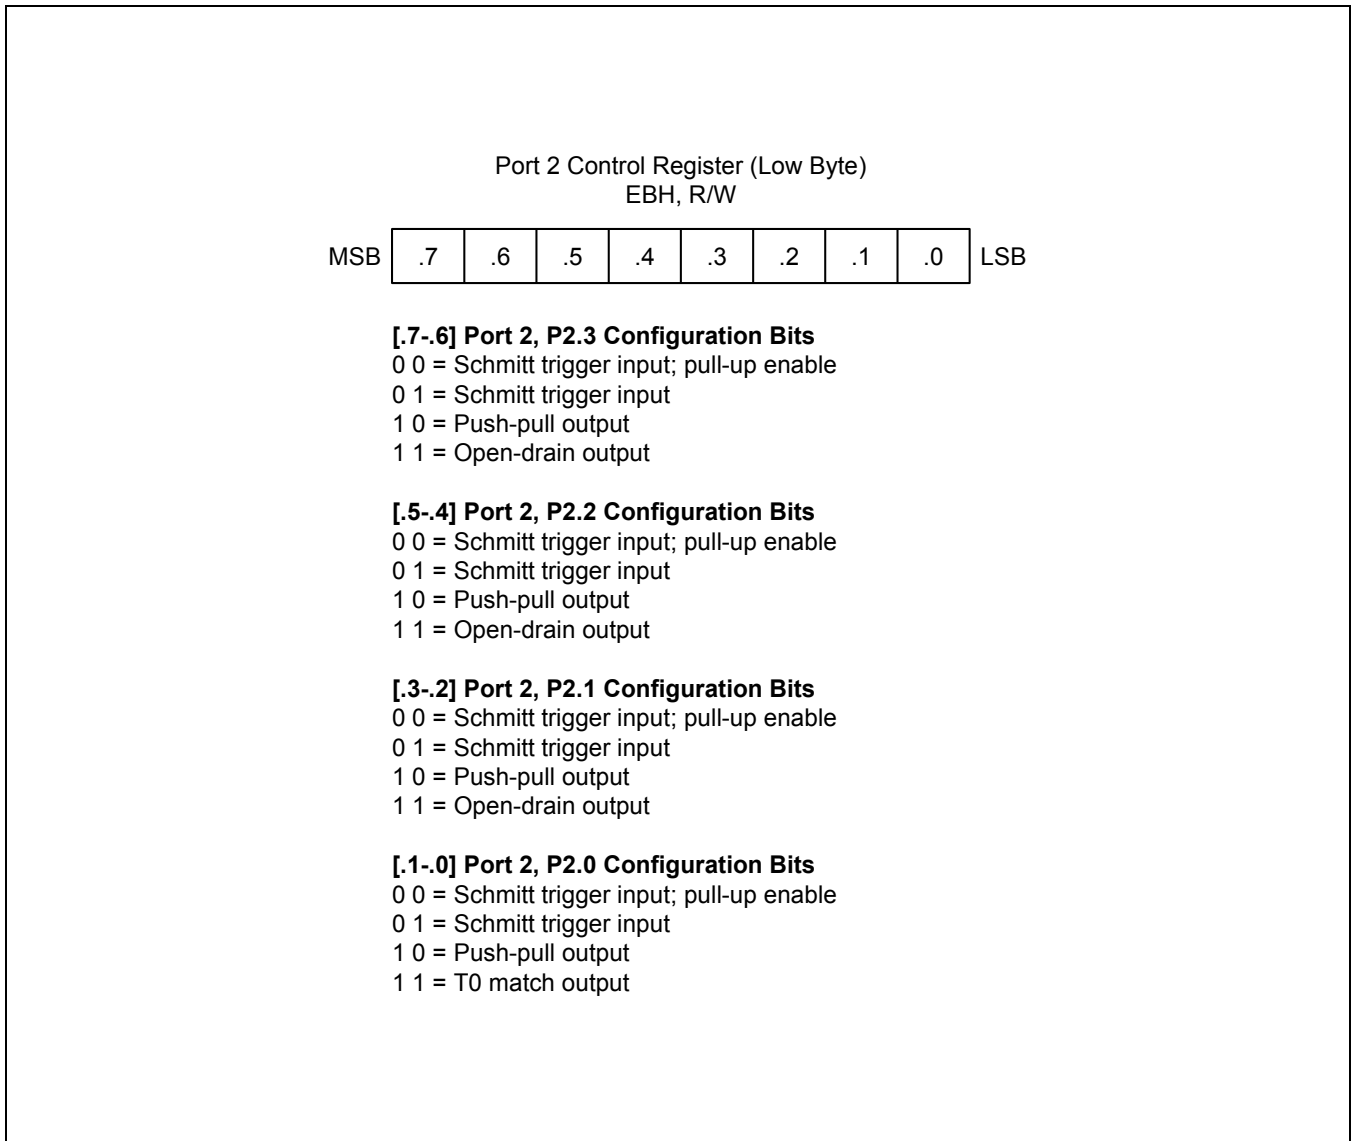 Port 2 Control Register (Low Byte)
EBH, R/W
MSB .7 .6 .5 .4 .3 .2 .1 .0 LSB
[.7-.6] Port 2, P2.3 Configuration Bits
0 0 = Schmitt trigger input; pull-up enable
0 1 = Schmitt trigger input
1 0 = Push-pull output
1 1 = Open-drain output
[.5-.4] Port 2, P2.2 Configuration Bits
0 0 = Schmitt trigger input; pull-up enable
0 1 = Schmitt trigger input
1 0 = Push-pull output
1 1 = Open-drain output
[.3-.2] Port 2, P2.1 Configuration Bits
0 0 = Schmitt trigger input; pull-up enable
0 1 = Schmitt trigger input
1 0 = Push-pull output
1 1 = Open-drain output
[.1-.0] Port 2, P2.0 Configuration Bits
0 0 = Schmitt trigger input; pull-up enable
0 1 = Schmitt trigger input
1 0 = Push-pull output
1 1 = T0 match output